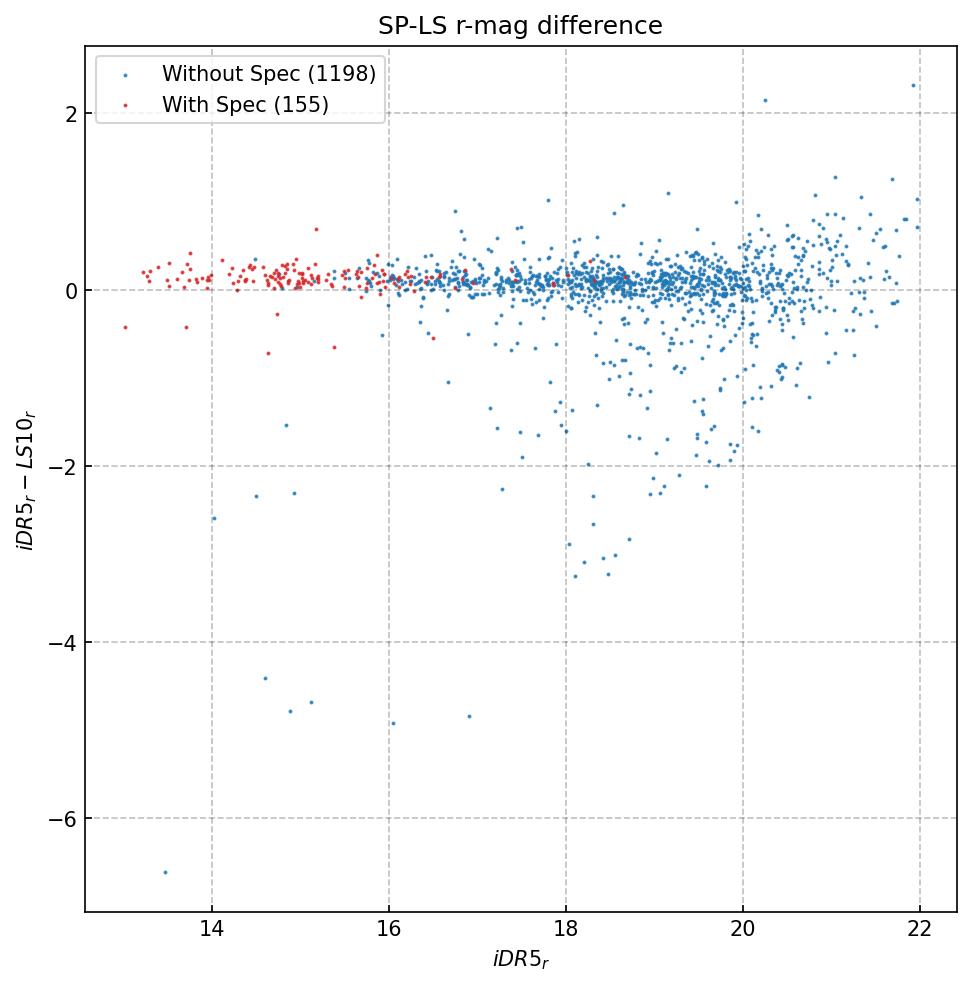 SP-LS r-mag difference
Without Spec (1198)
With Spec (155)
2
0
−2
−4
−6
iDR5r − LS10r
14 16 18 20 22
iDR5r